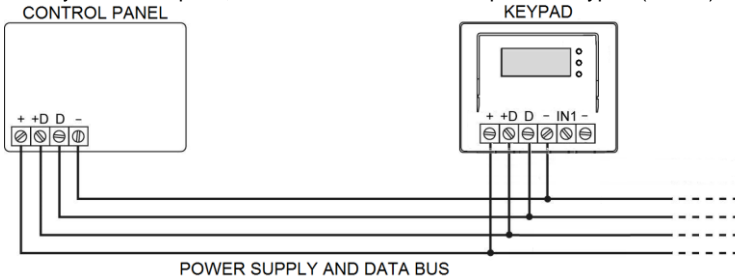 CONTROL PANEL
KEYPAD
+ +D D −
+ +D D − IN1 −
POWER SUPPLY AND DATA BUS